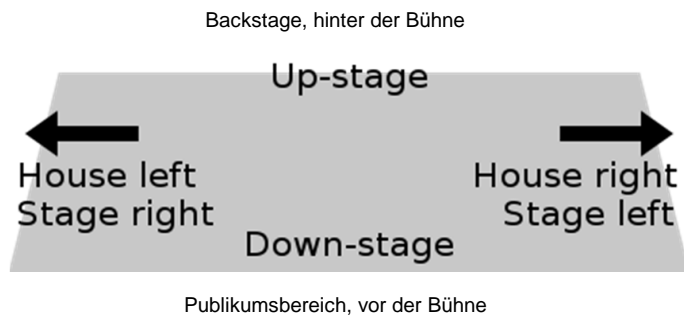 Backstage, hinter der Bühne
Up-stage
House left
Stage right
House right
Stage left
Down-stage
Publikumsbereich, vor der Bühne